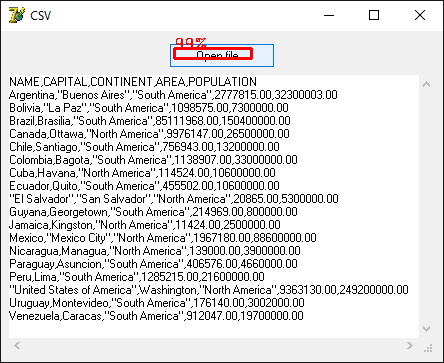 CSV
99%
Open file
NAME,CAPITAL,CONTINENT,AREA,POPULATION
Argentina,"Buenos Aires","South America",2777815.00,32300003.00
Bolivia,"La Paz","South America",1098575.00,7300000.00
Brazil,Brasilia,"South America",85111968.00,150400000.00
Canada,Ottawa,"North America",9976147.00,26500000.00
Chile,Santiago,"South America",756943.00,13200000.00
Colombia,Bagota,"South America",1138907.00,33000000.00
Cuba,Havana,"North America",114524.00,10600000.00
Ecuador,Quito,"South America",455502.00,10600000.00
"El Salvador","San Salvador","North America",20865.00,5300000.00
Guyana,Georgetown,"South America",214969.00,800000.00
Jamaica,Kingston,"North America",11424.00,2500000.00
Mexico,"Mexico City","North America",1967180.00,88600000.00
Nicaragua,Managua,"North America",139000.00,3900000.00
Paraguay,Asuncion,"South America",406576.00,4660000.00
Peru,Lima,"South America",1285215.00,21600000.00
"United States of America",Washington,"North America",9363130.00,249200000.00
Uruguay,Montevideo,"South America",176140.00,3002000.00
Venezuela,Caracas,"South America",912047.00,19700000.00